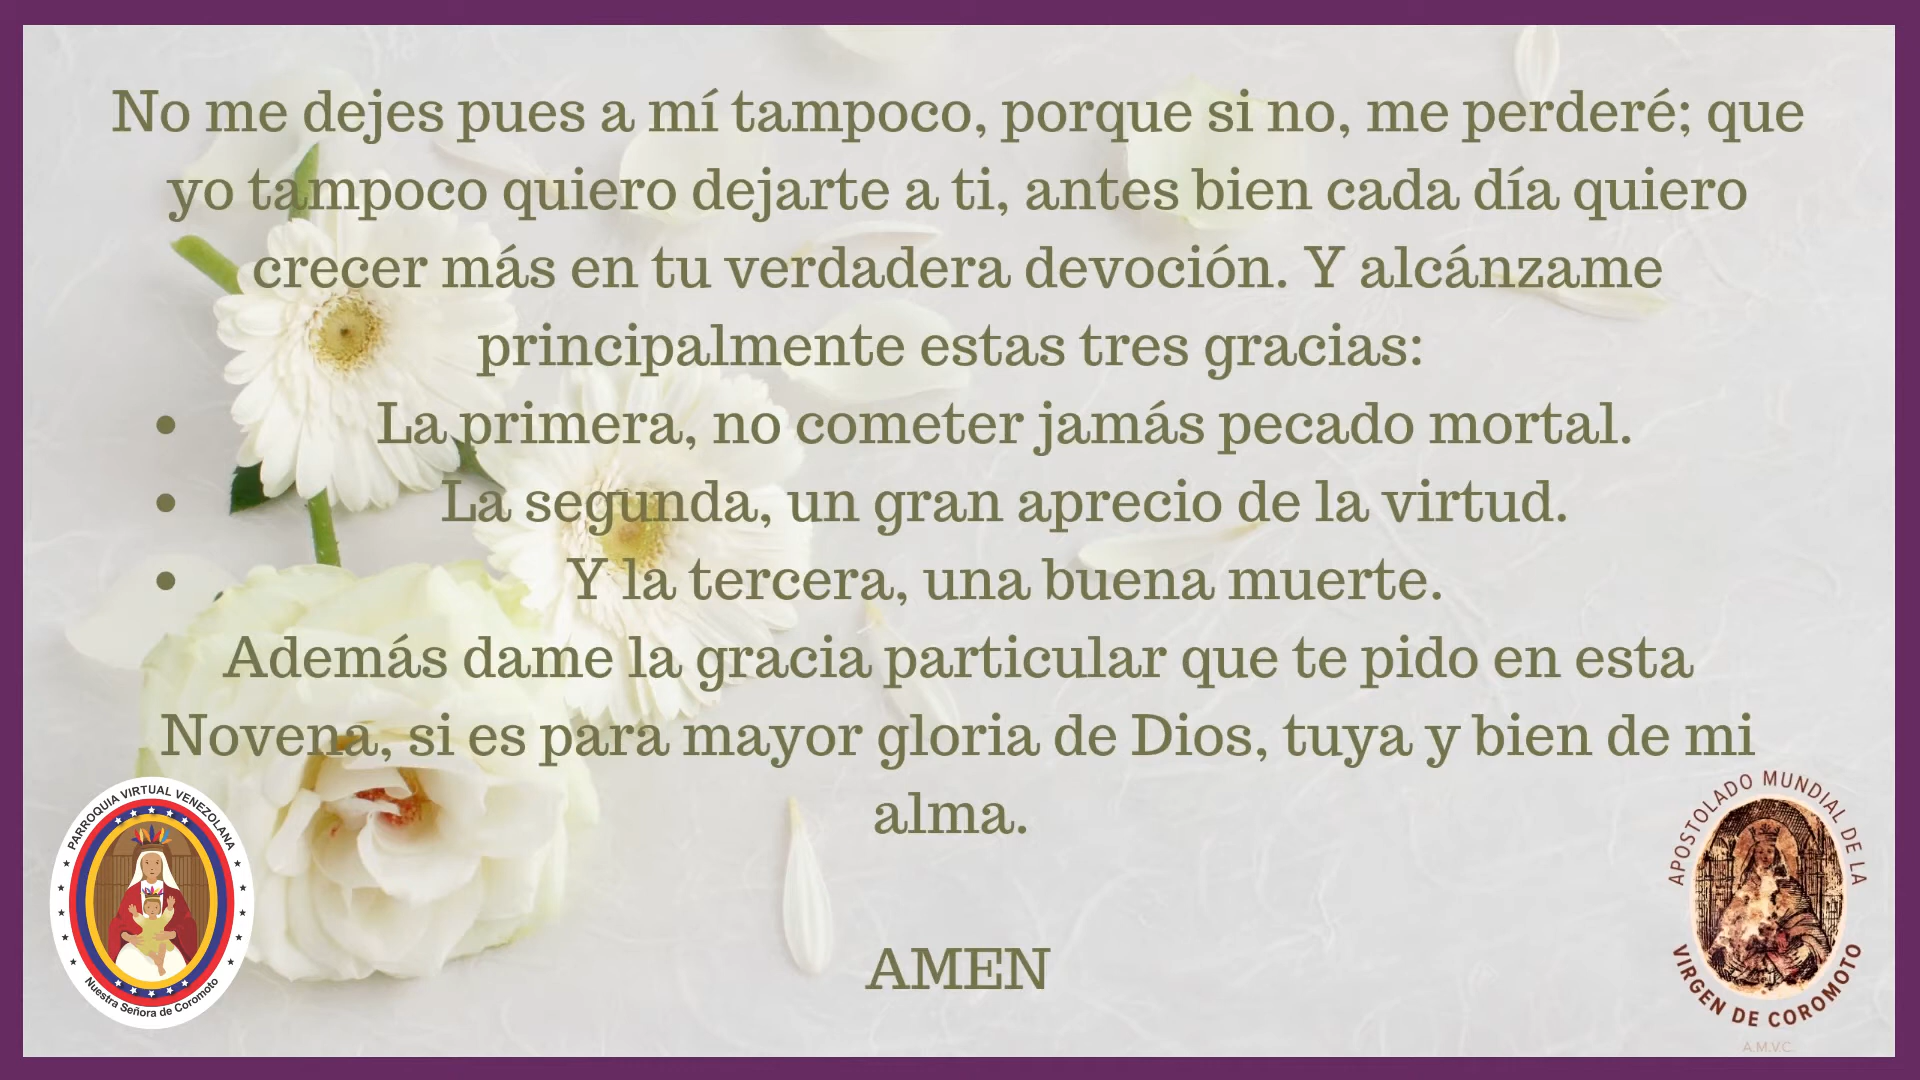 No me dejes pues a mí tampoco, porque si no, me perderé; que
yo tampoco quiero dejarte a ti, antes bien cada día quiero
crecer más en tu verdadera devoción. Y alcánzame
principalmente estas tres gracias:
• La primera, no cometer jamás pecado mortal.
• La segunda, un gran aprecio de la virtud.
• Y la tercera, una buena muerte.
Además dame la gracia particular que te pido en esta
Novena, si es para mayor gloria de Dios, tuya y bien de mi
alma.
AMEN
PARROQUIA VIRTUAL VENEZOLANA
Nuestra Señora de Coromoto
APOSTOLADO MUNDIAL DE LA
VIRGEN DE COROMOTO
A.M.V.C.